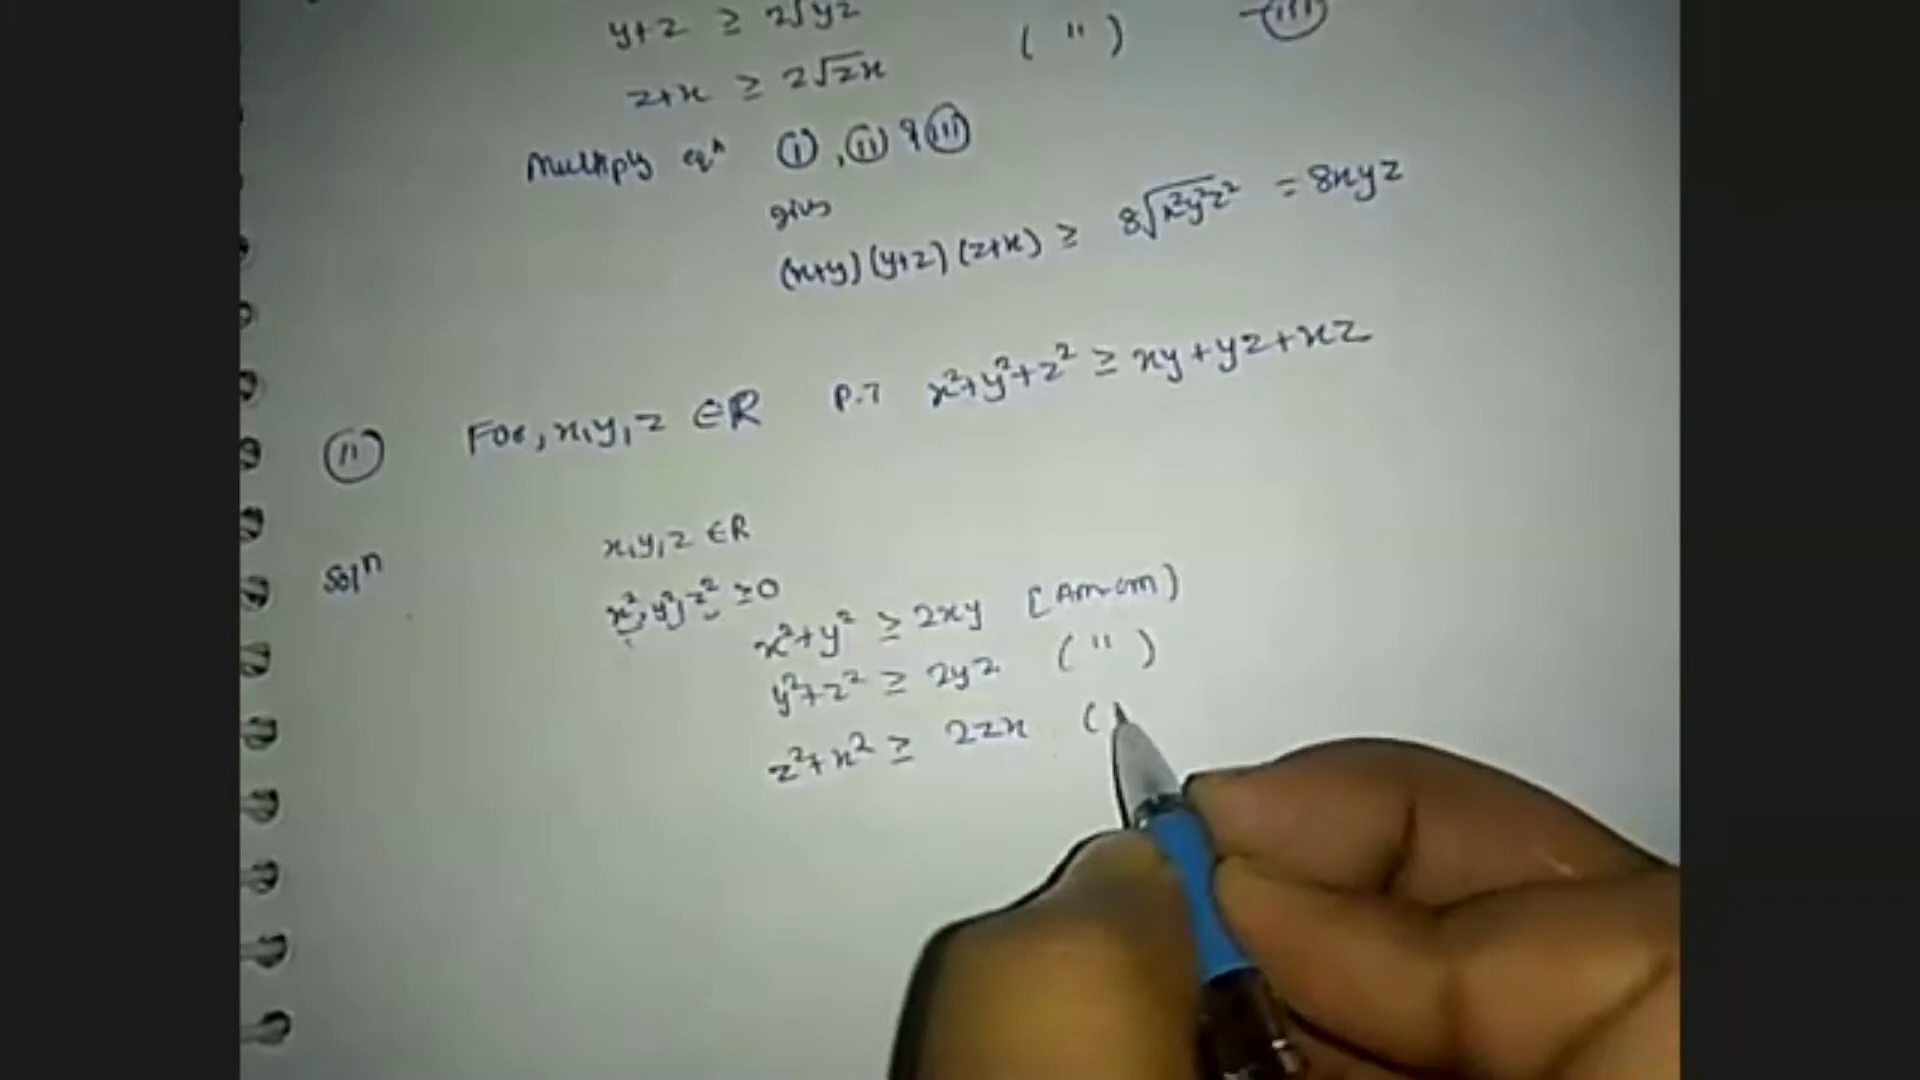 y+z ≥ 2√yz
z+x ≥ 2√zx ( " ) -(iii)
Multiply eqn (i), (ii) & (iii)
gives
(x+y)(y+z)(z+x) ≥ 8√x²y²z² = 8xyz
(ii) For, x, y, z ∈ R P.T x²+y²+z² ≥ xy+yz+xz
Soln x, y, z ∈ R
x², y², z² ≥ 0
x²+y² ≥ 2xy [Am-Gm)
y²+z² ≥ 2yz ( " )
z²+x² ≥ 2zx (